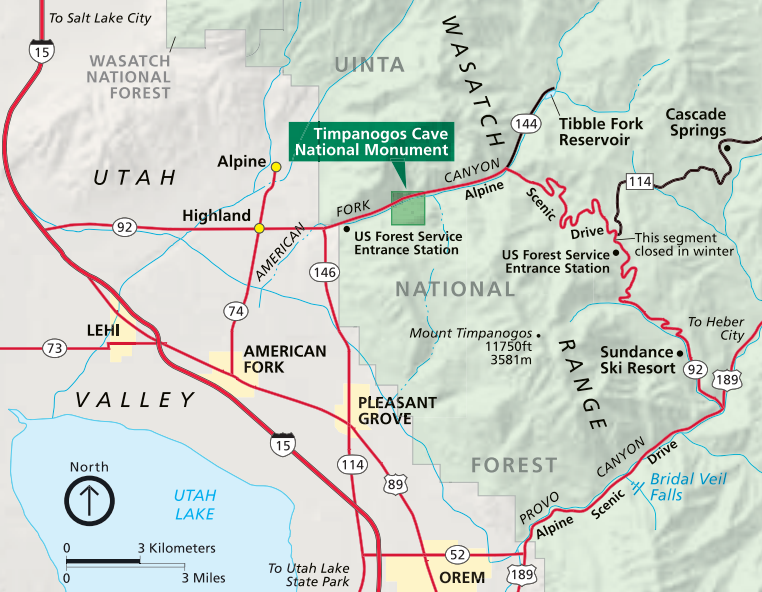 To Salt Lake City
15
WASATCH
NATIONAL
FOREST
UINTA
WASATCH
144
Tibble Fork
Reservoir
Cascade
Springs
Timpanogos Cave
National Monument
Alpine
UTAH
CANYON
Alpine
114
Highland
92
FORK
AMERICAN
Scenic
Drive
US Forest Service
Entrance Station
US Forest Service
Entrance Station
This segment
closed in winter
146
NATIONAL
74
LEHI
73
Mount Timpanogos
11750ft
3581m
To Heber
City
AMERICAN
FORK
RANGE
Sundance
Ski Resort
92
189
VALLEY
PLEASANT
GROVE
15
114
89
FOREST
CANYON
Drive
Scenic
Alpine
PROVO
Bridal Veil
Falls
North
UTAH
LAKE
0
3 Kilometers
0
3 Miles
To Utah Lake
State Park
52
OREM
189